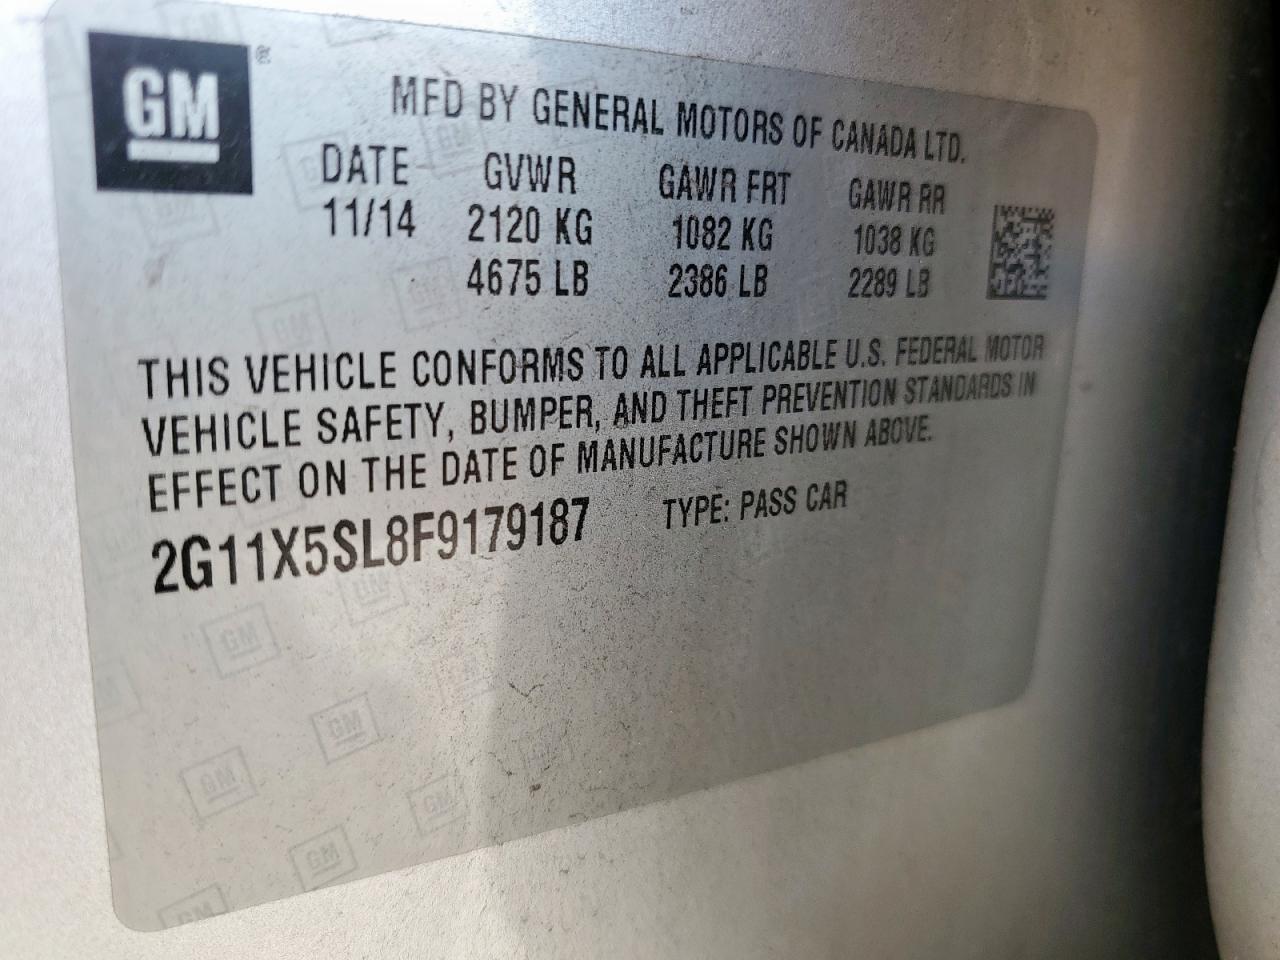 GM
MFD BY GENERAL MOTORS OF CANADA LTD.
DATE GVWR GAWR FRT GAWR RR
11/14 2120 KG 1082 KG 1038 KG
4675 LB 2386 LB 2289 LB
THIS VEHICLE CONFORMS TO ALL APPLICABLE U.S. FEDERAL MOTOR
VEHICLE SAFETY, BUMPER, AND THEFT PREVENTION STANDARDS IN
EFFECT ON THE DATE OF MANUFACTURE SHOWN ABOVE.
2G11X5SL8F9179187 TYPE: PASS CAR